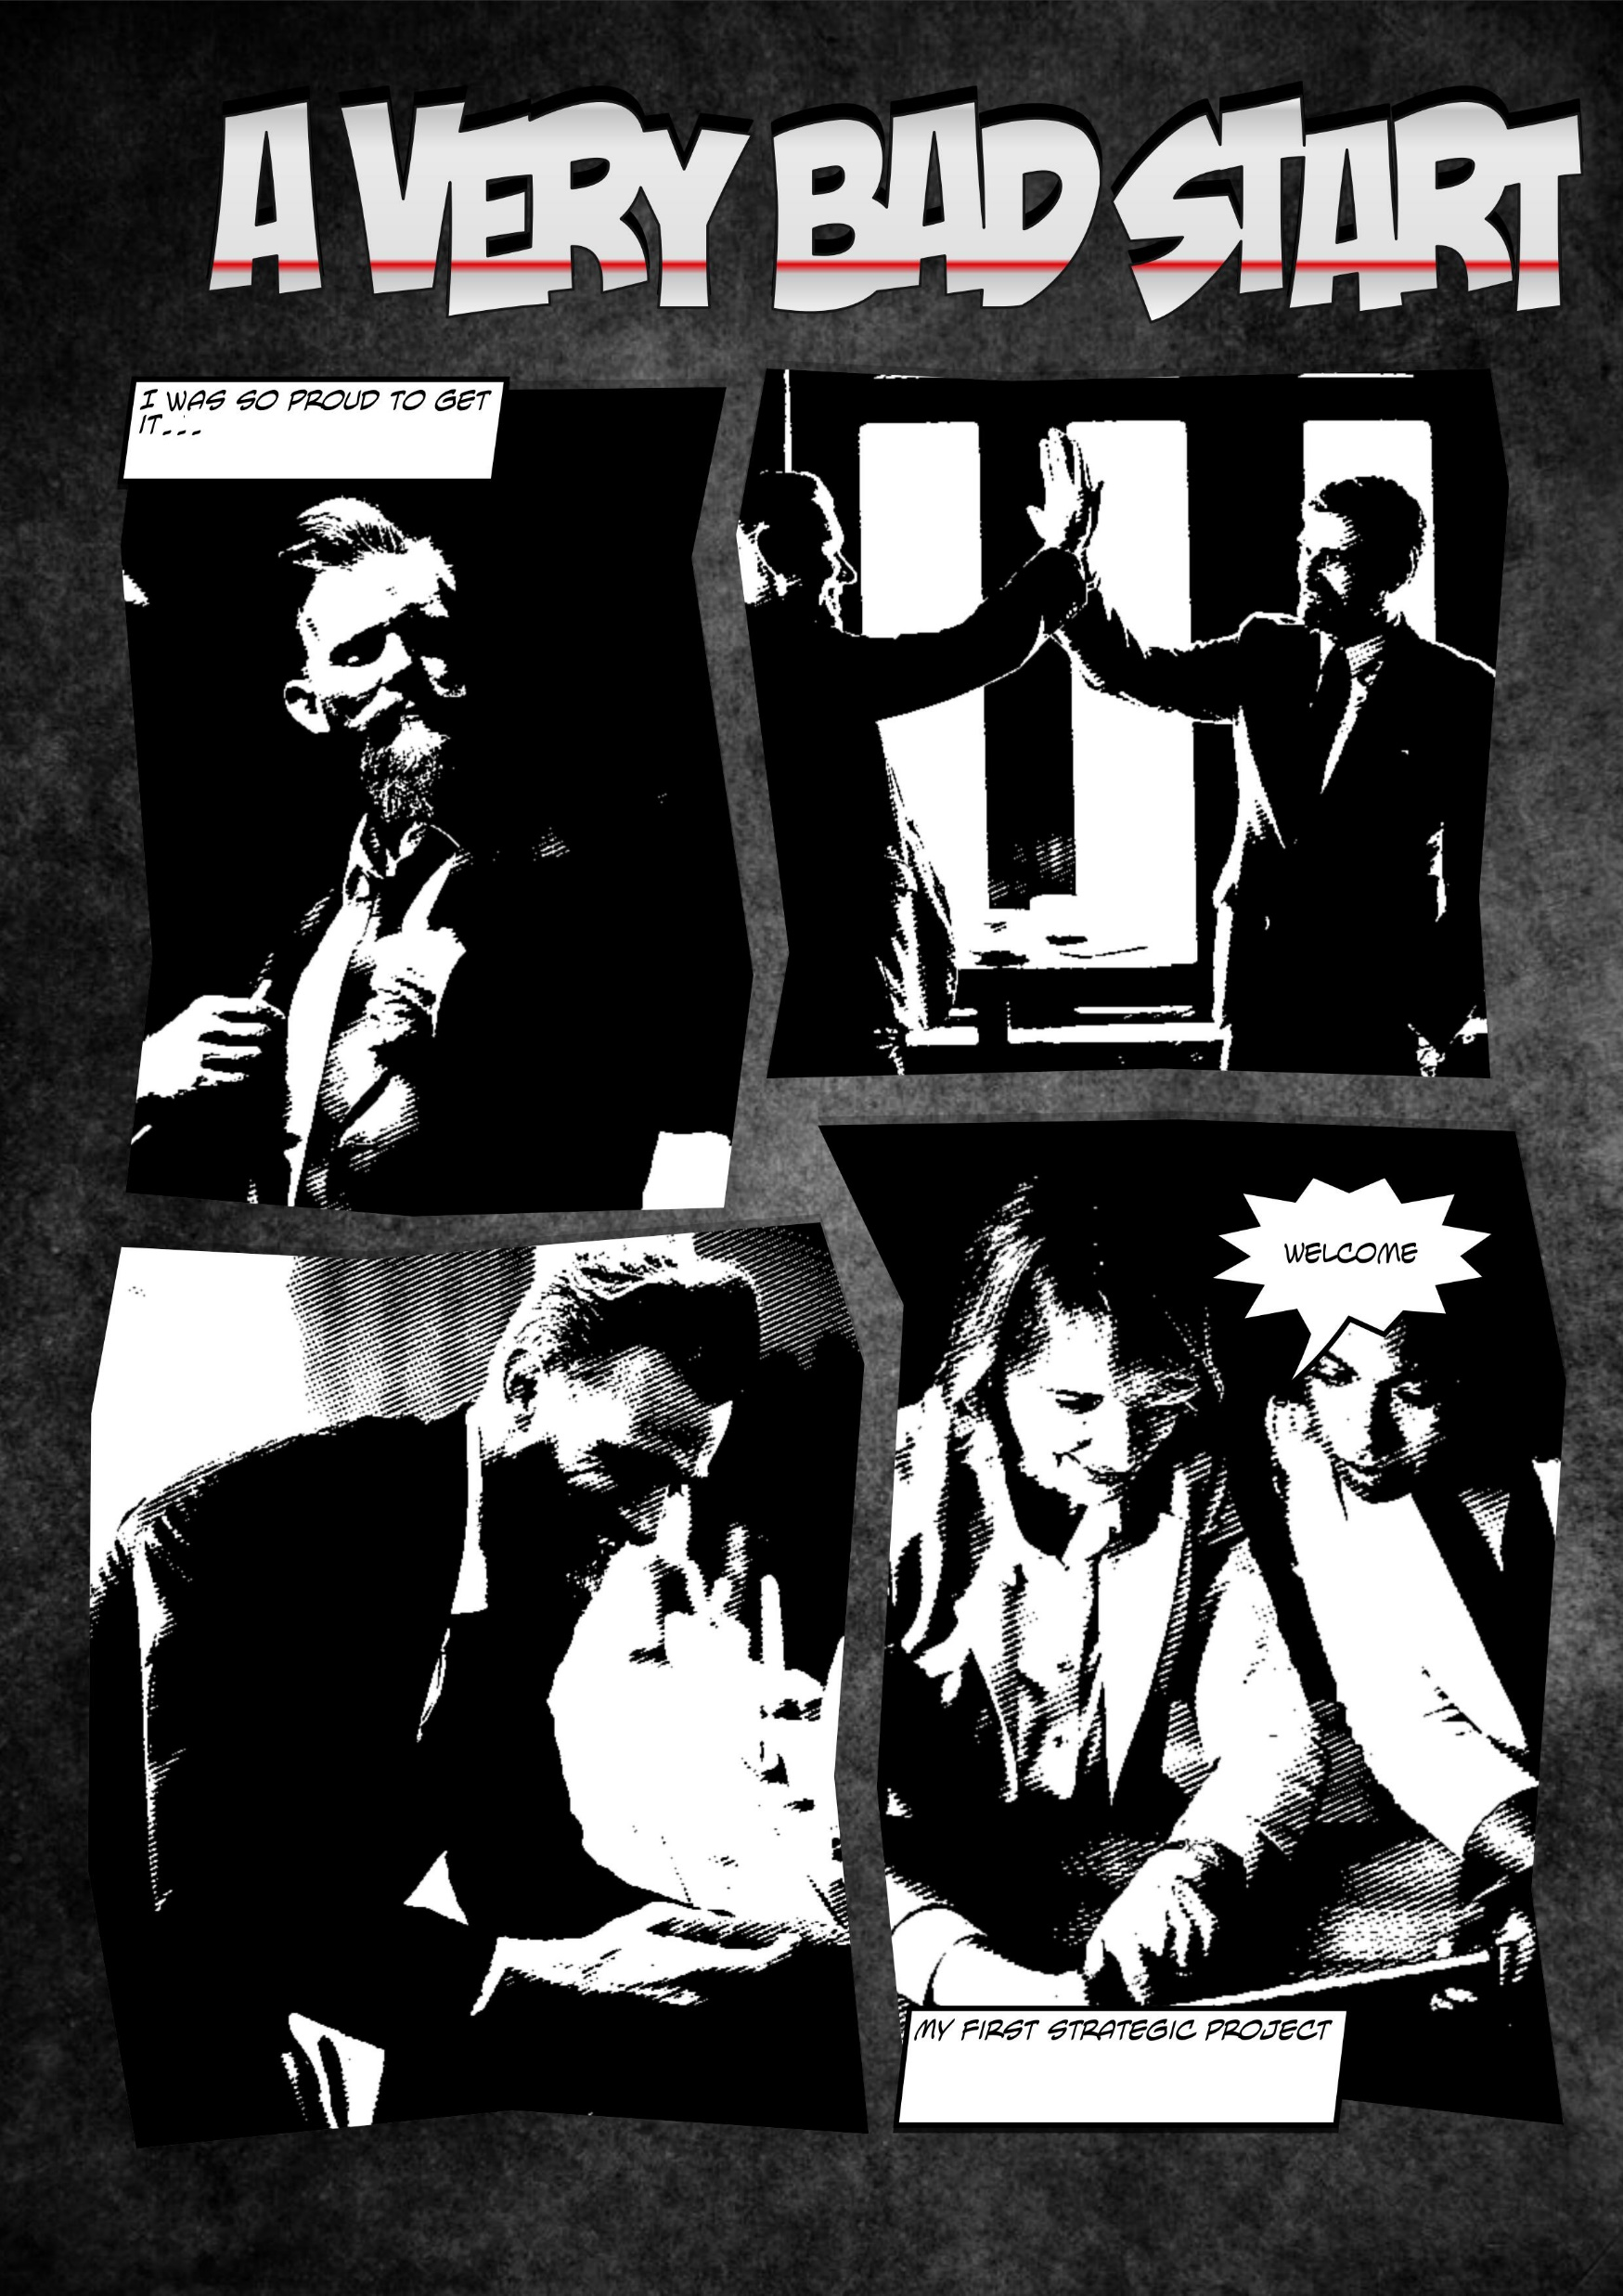 A VERY BAD START
I WAS SO PROUD TO GET
IT...
WELCOME
MY FIRST STRATEGIC PROJECT